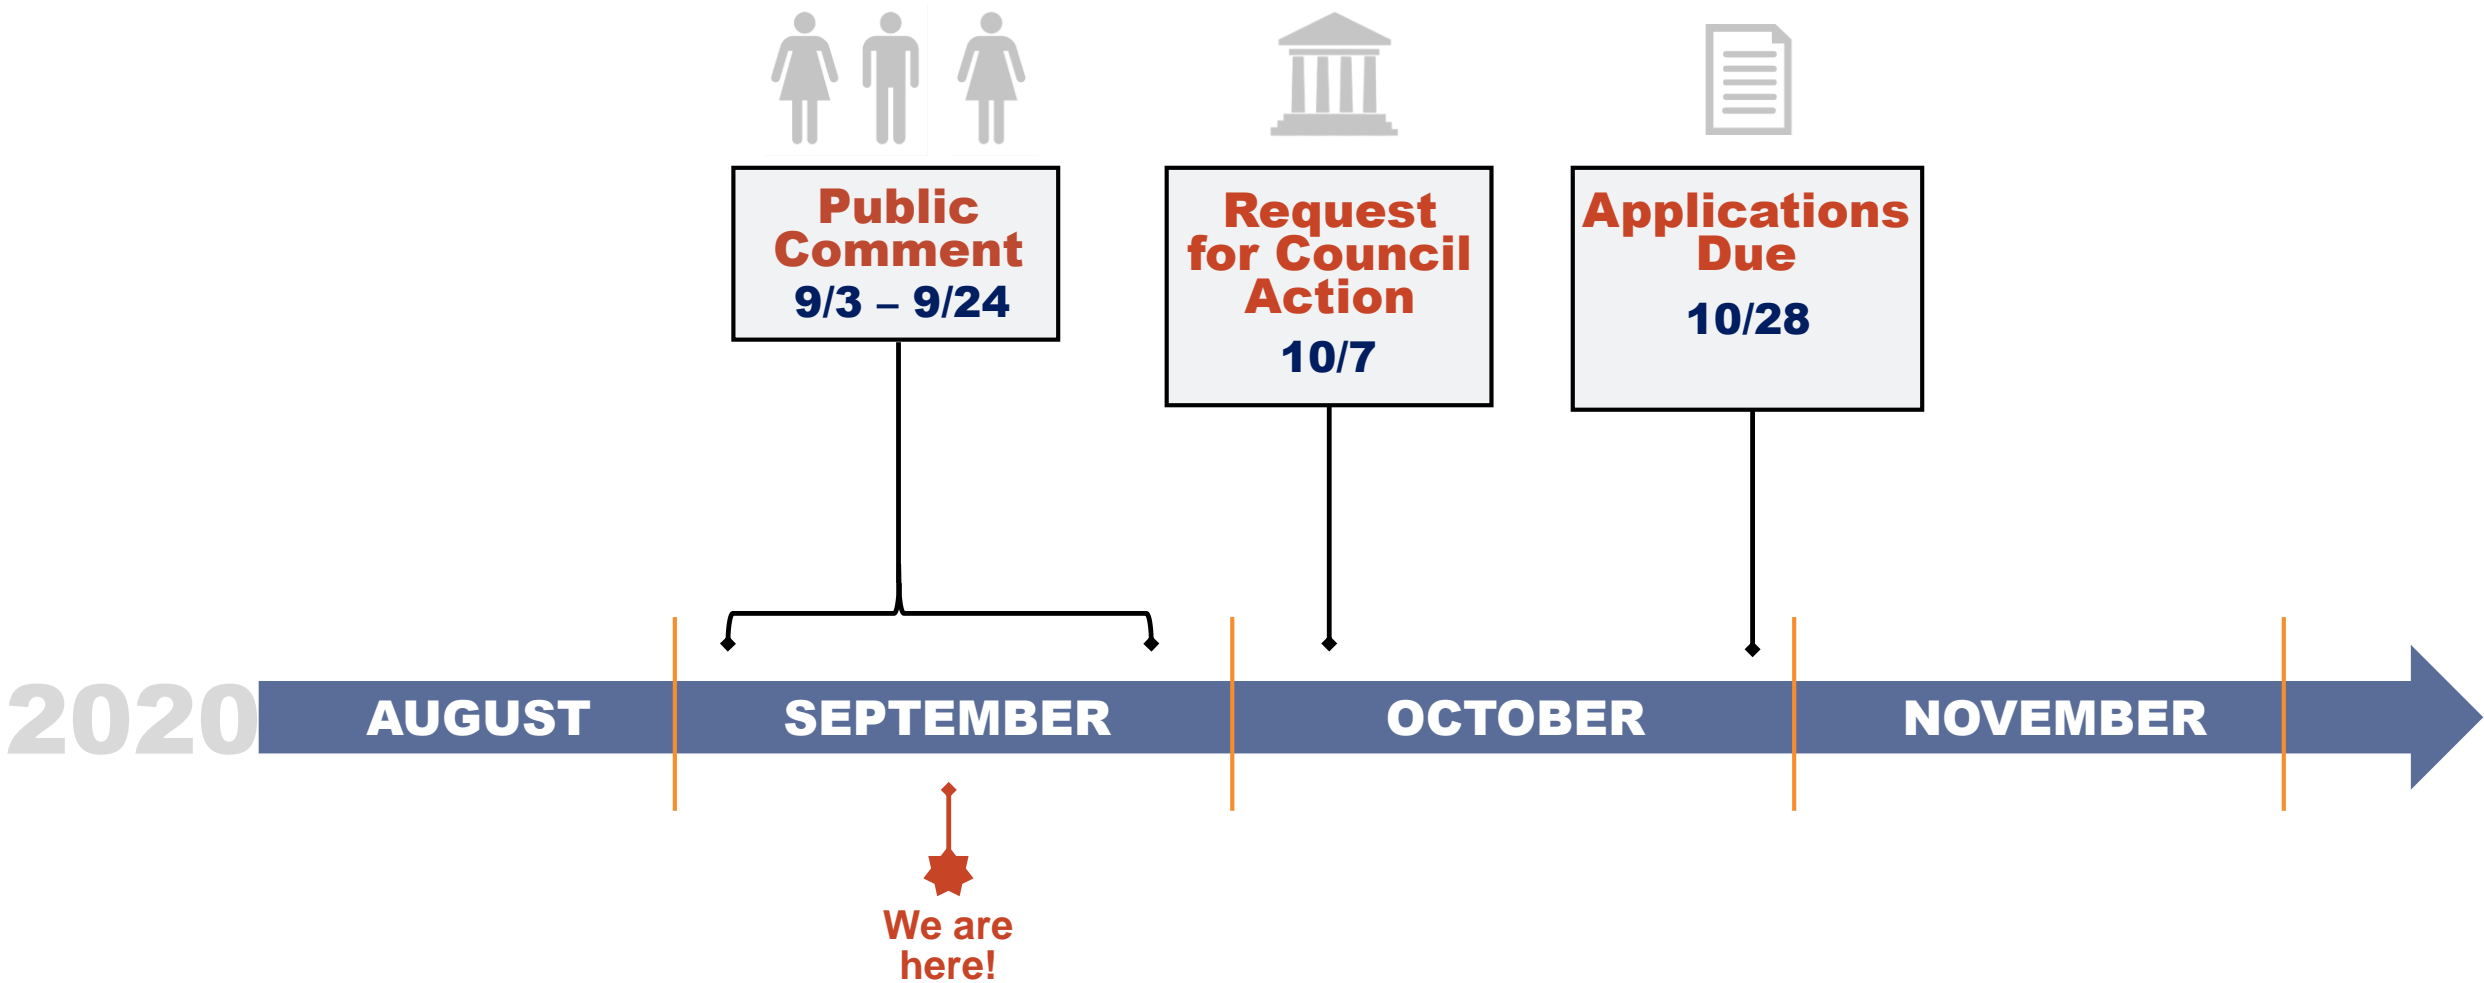 Public
Comment
9/3 – 9/24
Request
for Council
Action
10/7
Applications
Due
10/28
2020
AUGUST
SEPTEMBER
OCTOBER
NOVEMBER
We are
here!